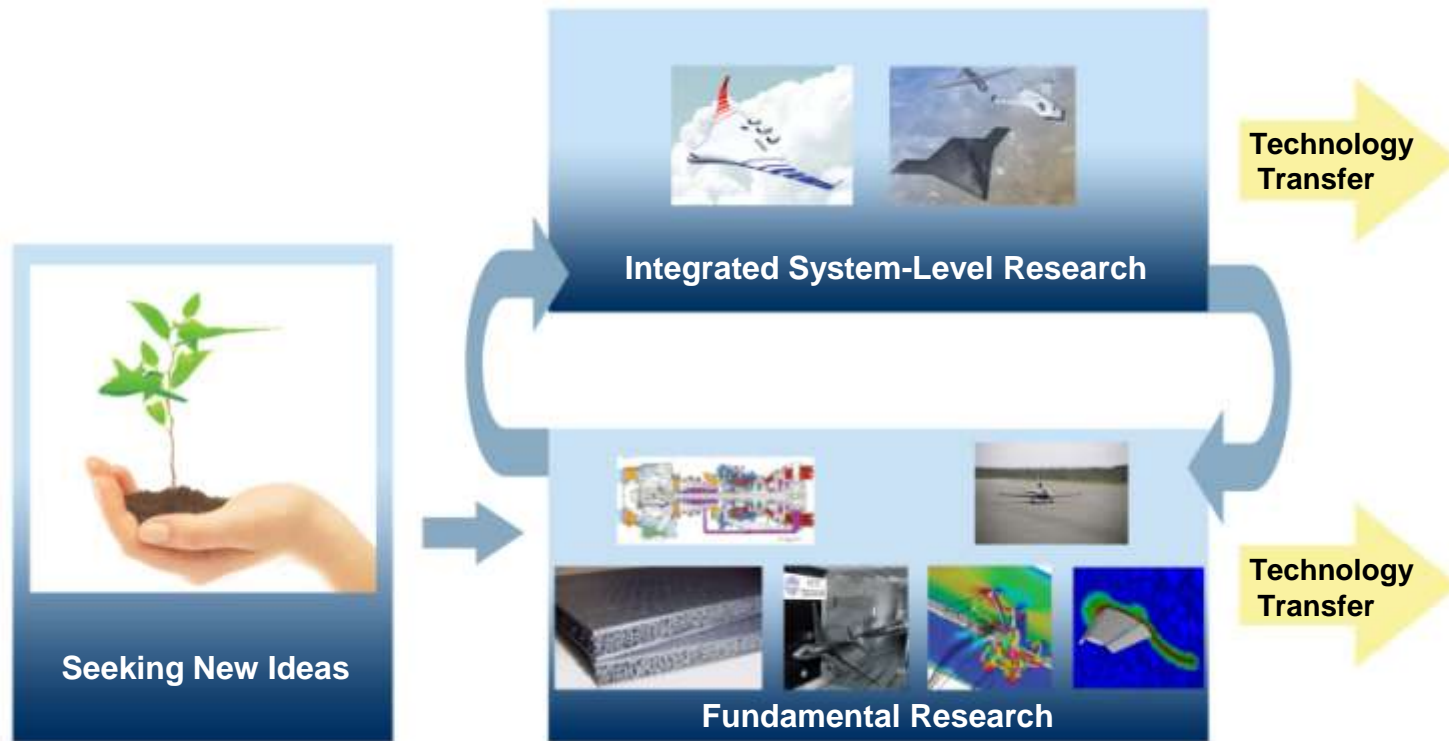 Technology
Transfer
Integrated System-Level Research
Technology
Transfer
Seeking New Ideas
Fundamental Research